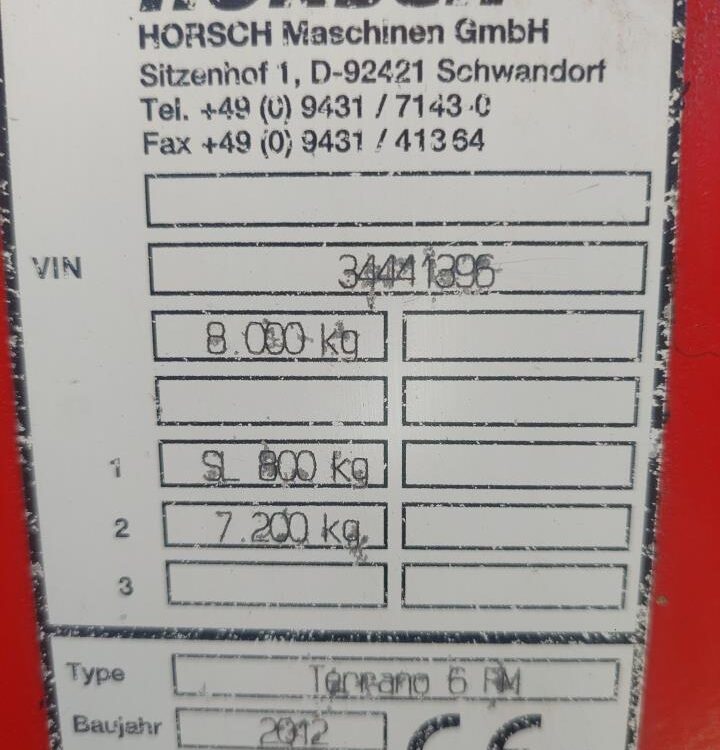 HORSCH
HORSCH Maschinen GmbH
Sitzenhof 1, D-92421 Schwandorf
Tel. +49 (0) 9431 / 7143-0
Fax +49 (0) 9431 / 41364
VIN 34441396
8.000 kg
1 SL 800 kg
2 7.200 kg
3
Type Terrano 6 FM
Baujahr 2012 CE